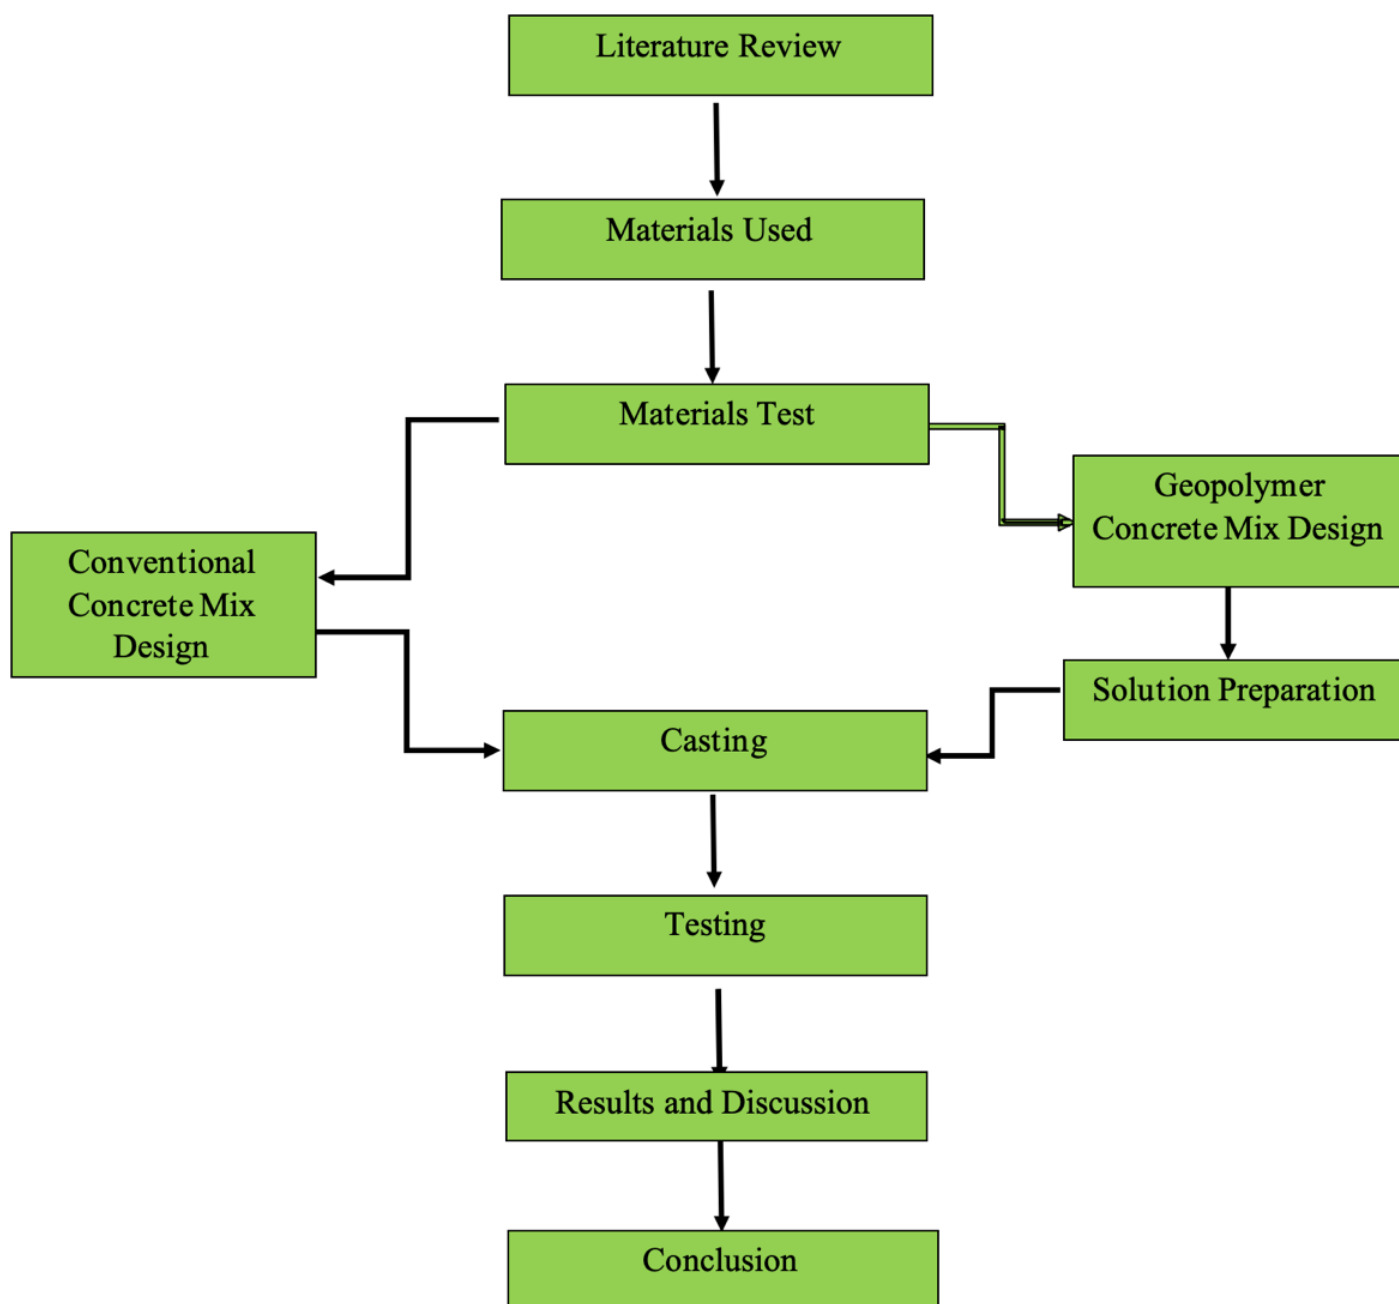 Literature Review
Materials Used
Materials Test
Geopolymer
Concrete Mix Design
Conventional
Concrete Mix
Design
Solution Preparation
Casting
Testing
Results and Discussion
Conclusion